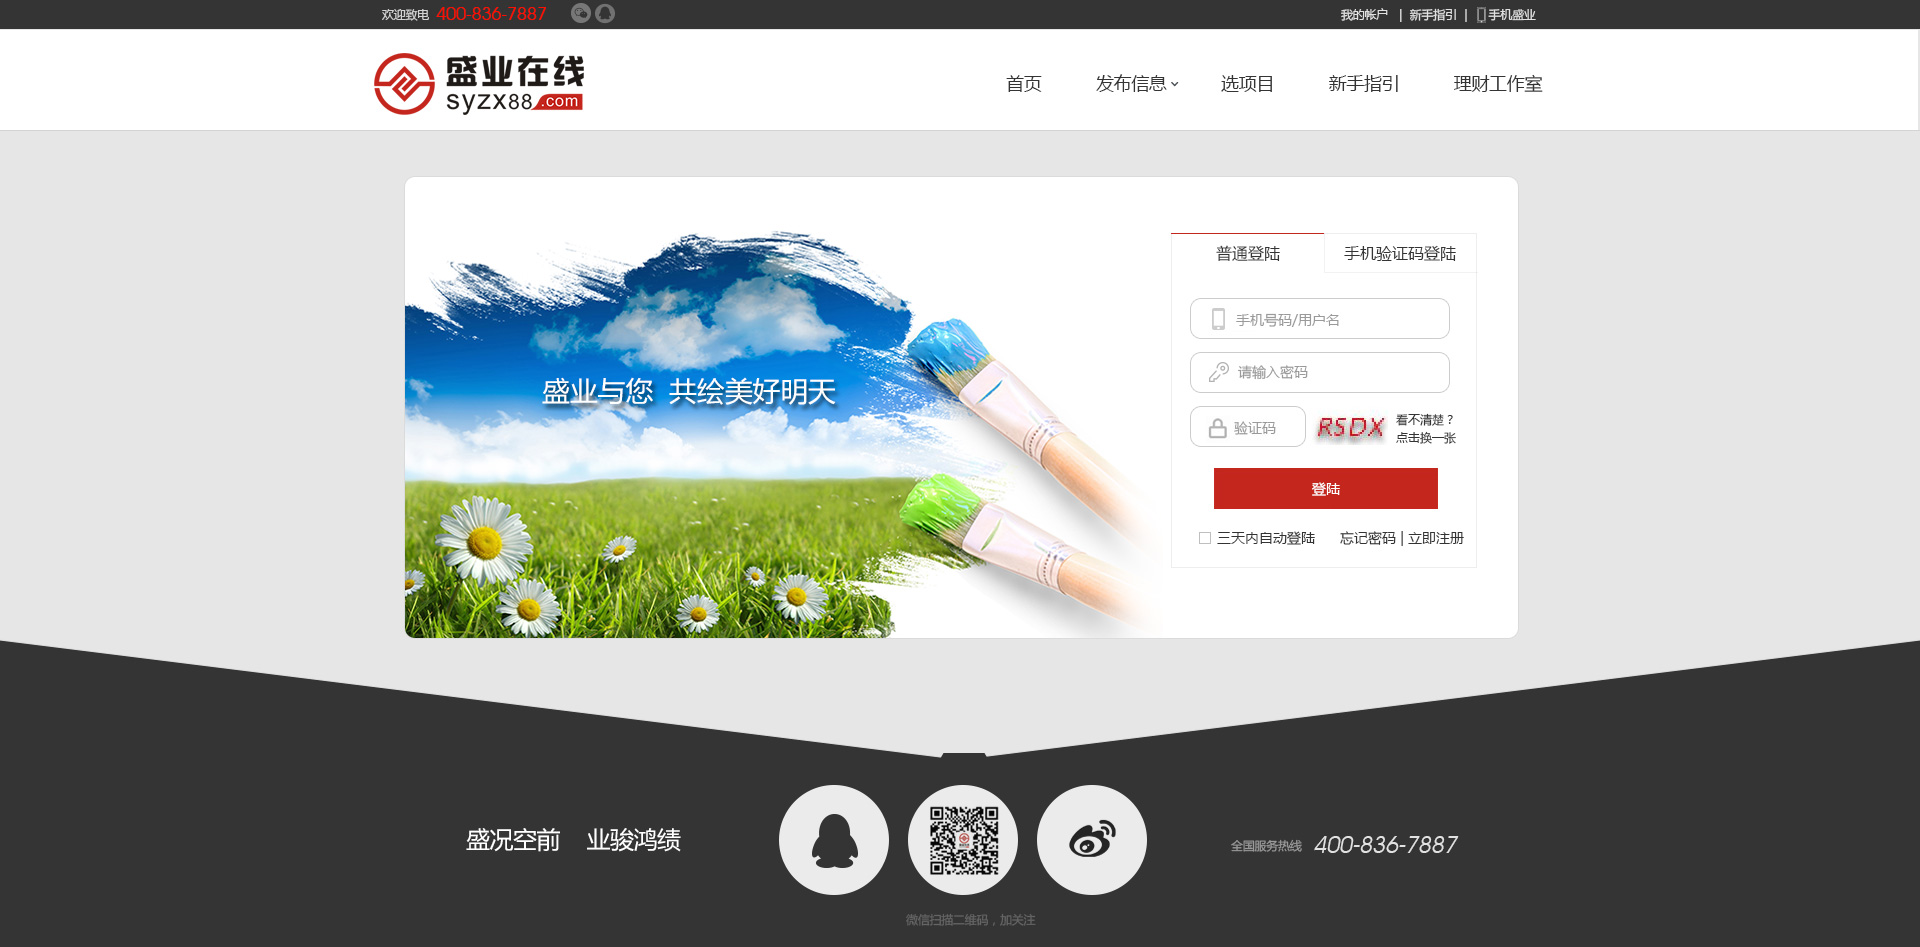 欢迎致电 400-836-7887
我的帐户 | 新手指引 | 手机盛业
盛业在线
syzx88.com
首页 发布信息 选项目 新手指引 理财工作室
盛业与您 共绘美好明天
普通登陆 手机验证码登陆
手机号码/用户名
请输入密码
验证码 RSDX 看不清楚？
点击换一张
登陆
三天内自动登陆 忘记密码 | 立即注册
盛况空前 业骏鸿绩
全国服务热线 400-836-7887
微信扫描二维码，加关注